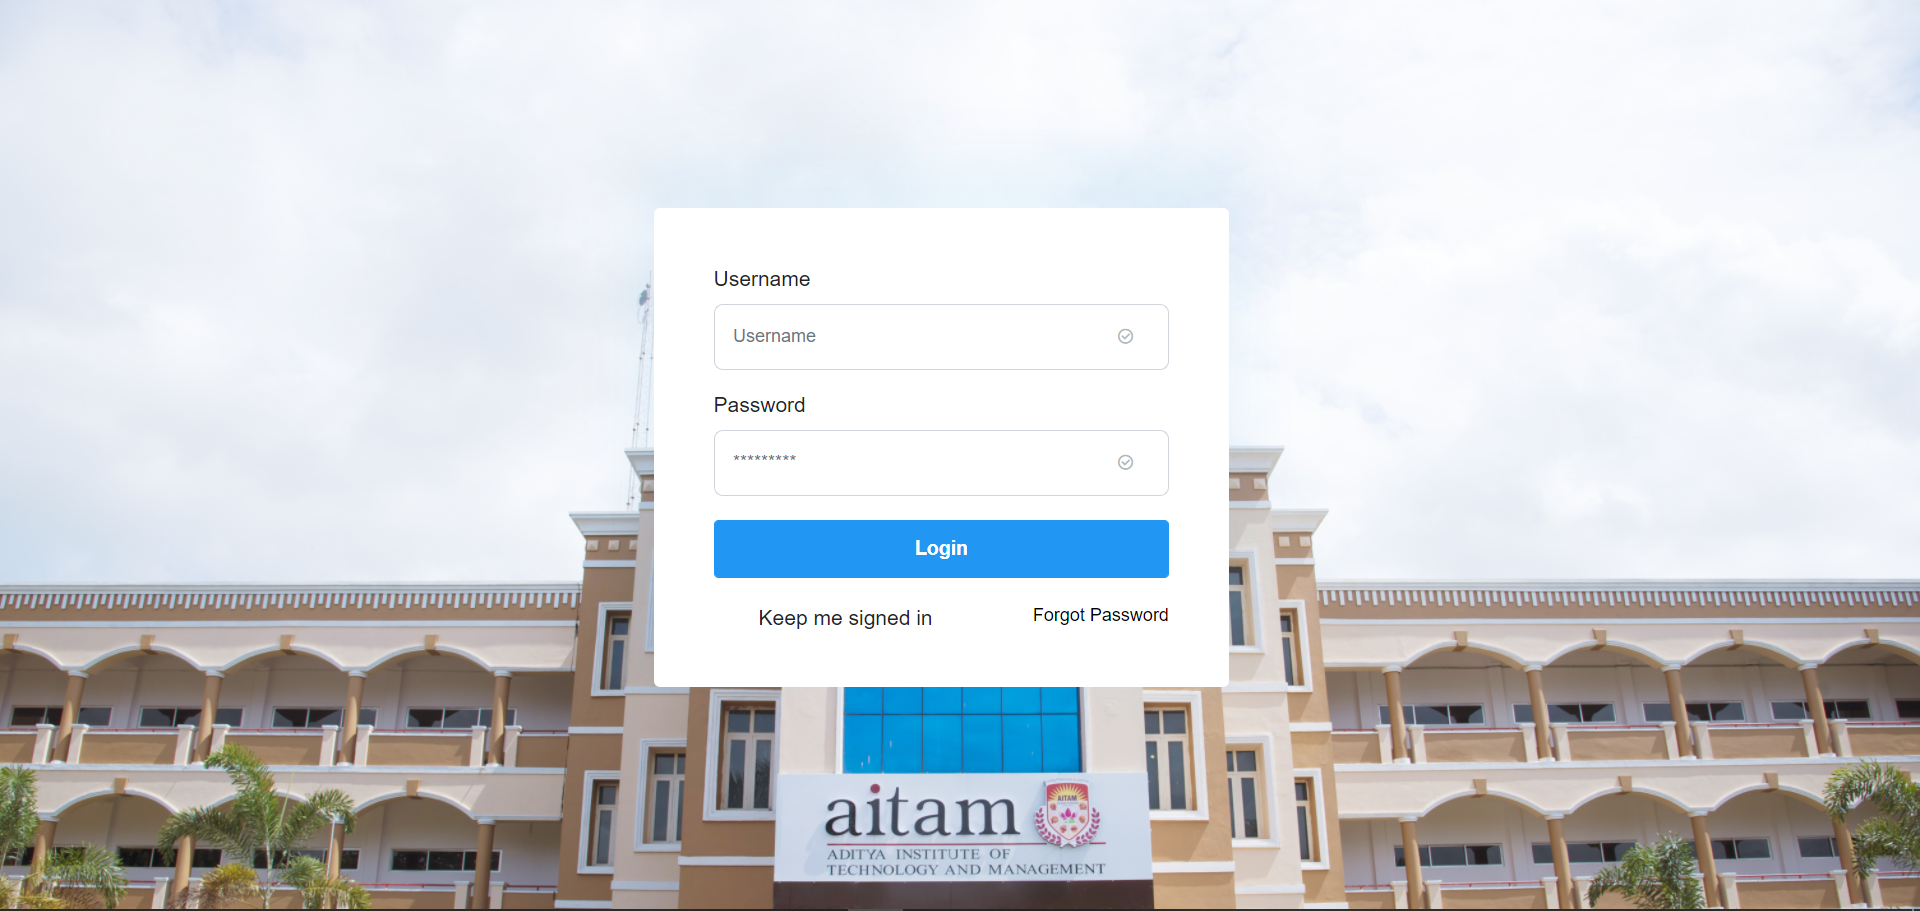 Username
Username
Password
*********
Login
Keep me signed in
Forgot Password
aitam
AITAM
ADITYA INSTITUTE OF
TECHNOLOGY AND MANAGEMENT